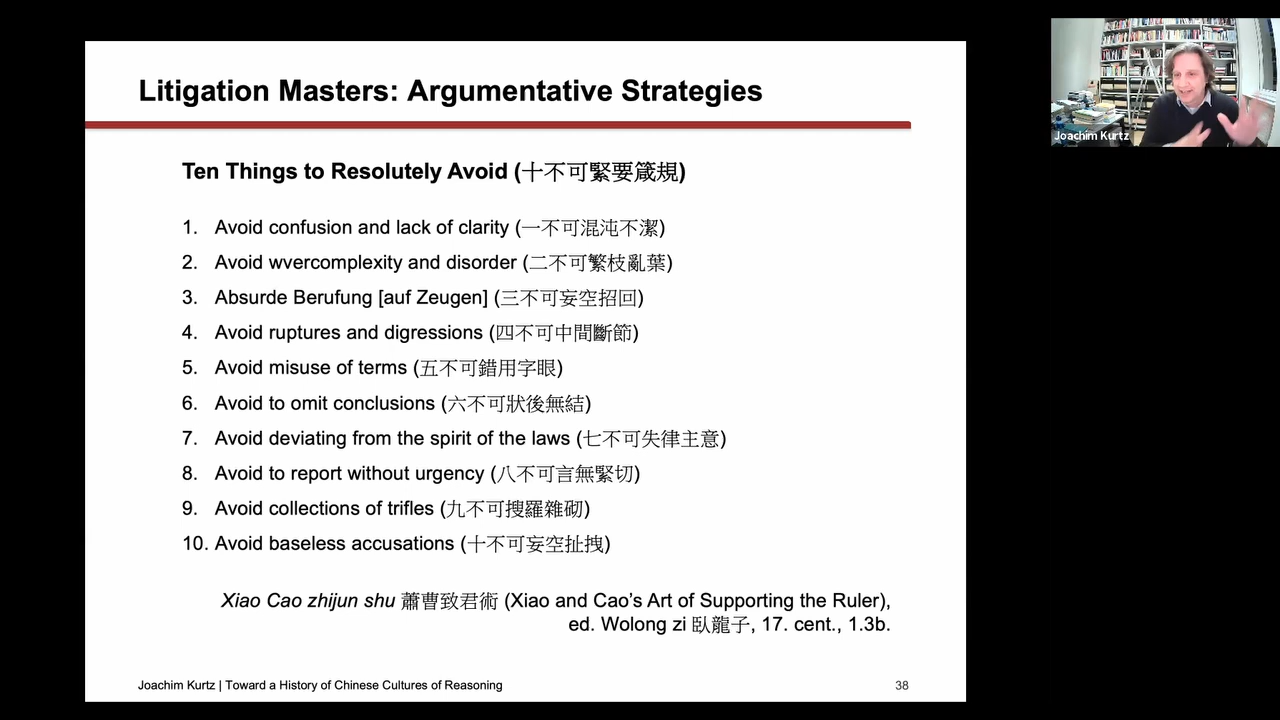 Litigation Masters: Argumentative Strategies
Joachim Kurtz
Ten Things to Resolutely Avoid (十不可緊要箴規)
1. Avoid confusion and lack of clarity (一不可混沌不潔)
2. Avoid wvercomplexity and disorder (二不可繁枝亂葉)
3. Absurde Berufung [auf Zeugen] (三不可妄空招回)
4. Avoid ruptures and digressions (四不可中間斷節)
5. Avoid misuse of terms (五不可錯用字眼)
6. Avoid to omit conclusions (六不可狀後無結)
7. Avoid deviating from the spirit of the laws (七不可失律主意)
8. Avoid to report without urgency (八不可言無緊切)
9. Avoid collections of trifles (九不可搜羅雜砌)
10. Avoid baseless accusations (十不可妄空扯拽)
Xiao Cao zhijun shu 蕭曹致君術 (Xiao and Cao’s Art of Supporting the Ruler),
ed. Wolong zi 臥龍子, 17. cent., 1.3b.
Joachim Kurtz | Toward a History of Chinese Cultures of Reasoning
38